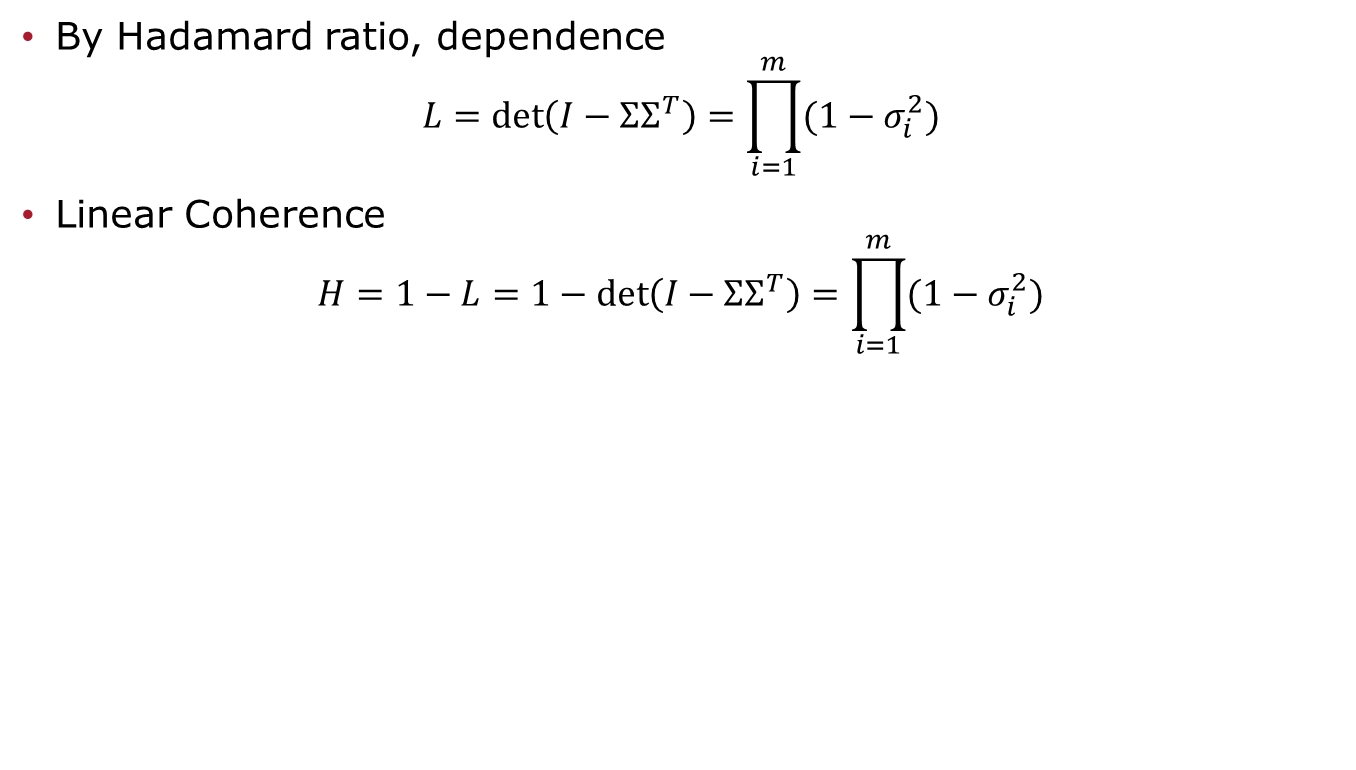 • By Hadamard ratio, dependence
𝐿 = det(𝐼 − ΣΣ^𝑇) = ∏_{𝑖=1}^{𝑚} (1 − 𝜎_𝑖^2)
• Linear Coherence
𝐻 = 1 − 𝐿 = 1 − det(𝐼 − ΣΣ^𝑇) = ∏_{𝑖=1}^{𝑚} (1 − 𝜎_𝑖^2)